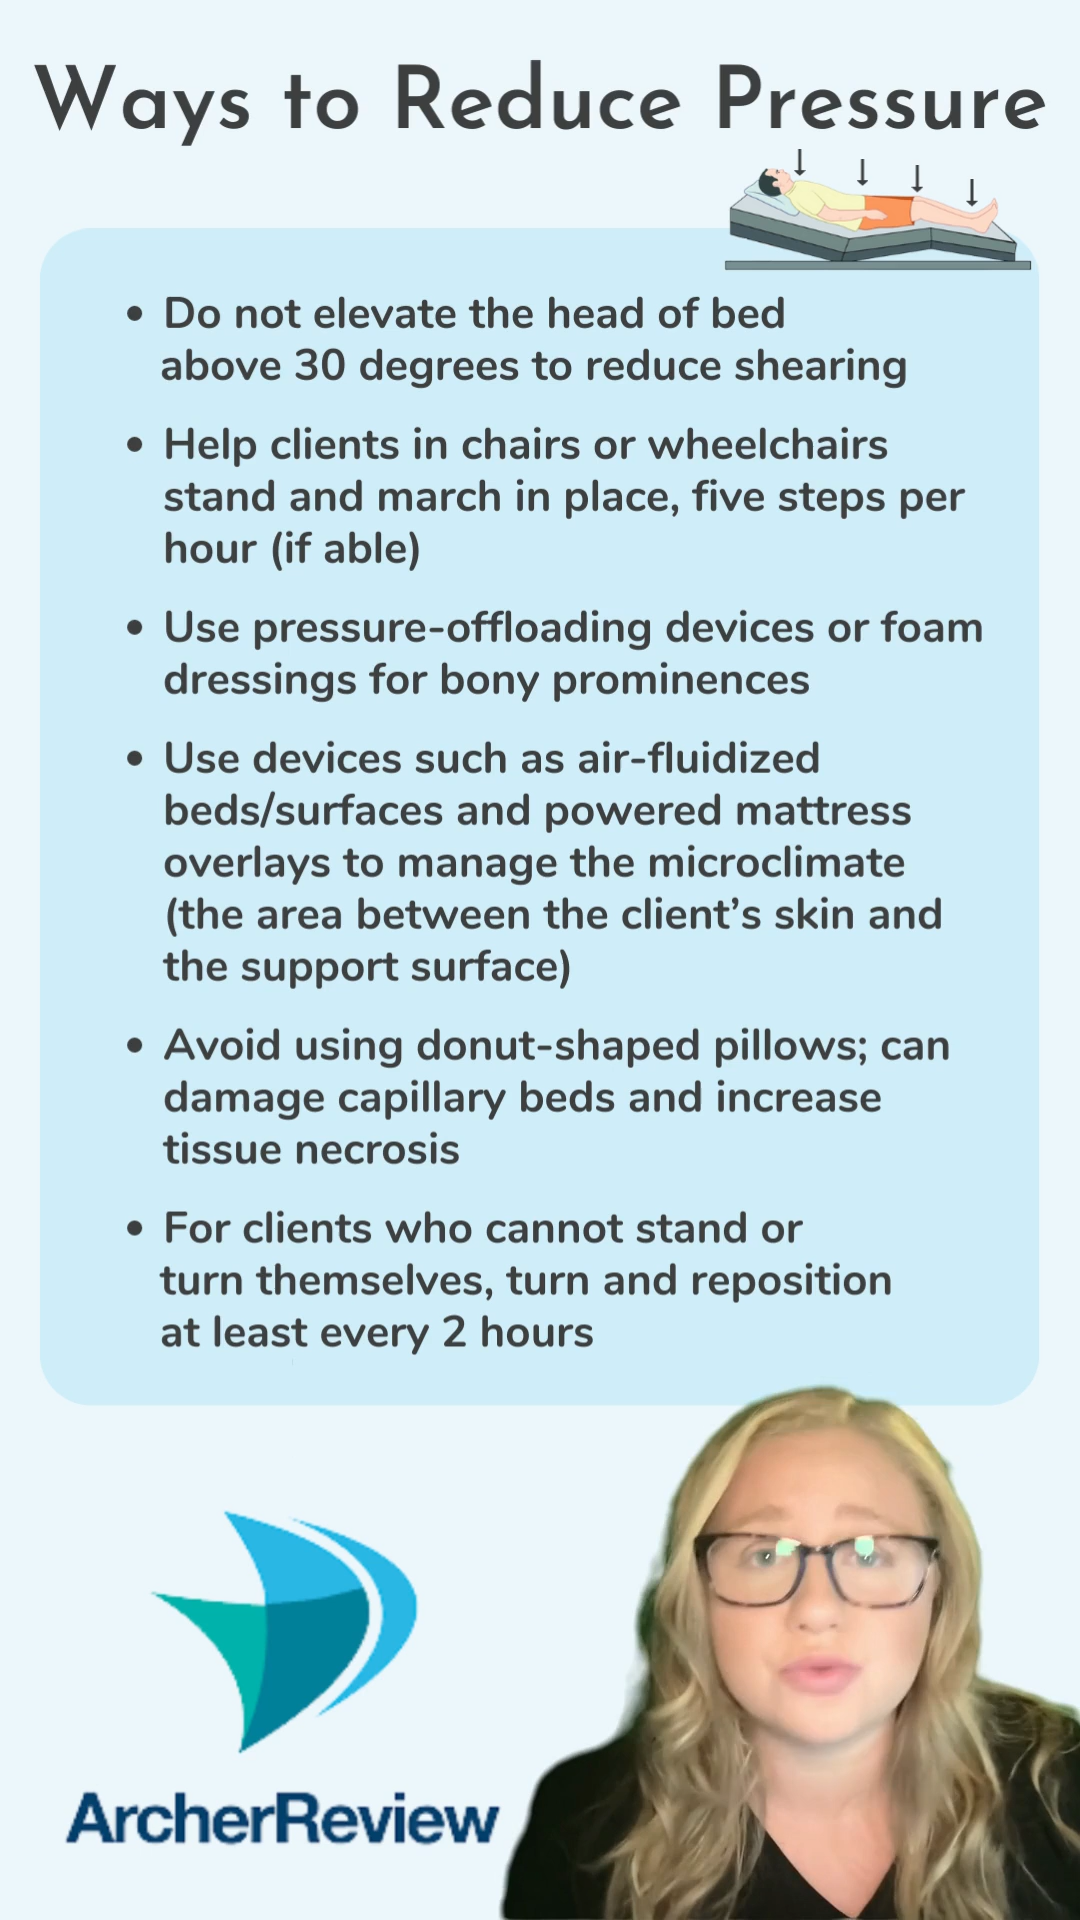 Ways to Reduce Pressure
• Do not elevate the head of bed
above 30 degrees to reduce shearing
• Help clients in chairs or wheelchairs
stand and march in place, five steps per
hour (if able)
• Use pressure-offloading devices or foam
dressings for bony prominences
• Use devices such as air-fluidized
beds/surfaces and powered mattress
overlays to manage the microclimate
(the area between the client’s skin and
the support surface)
• Avoid using donut-shaped pillows; can
damage capillary beds and increase
tissue necrosis
• For clients who cannot stand or
turn themselves, turn and reposition
at least every 2 hours
ArcherReview